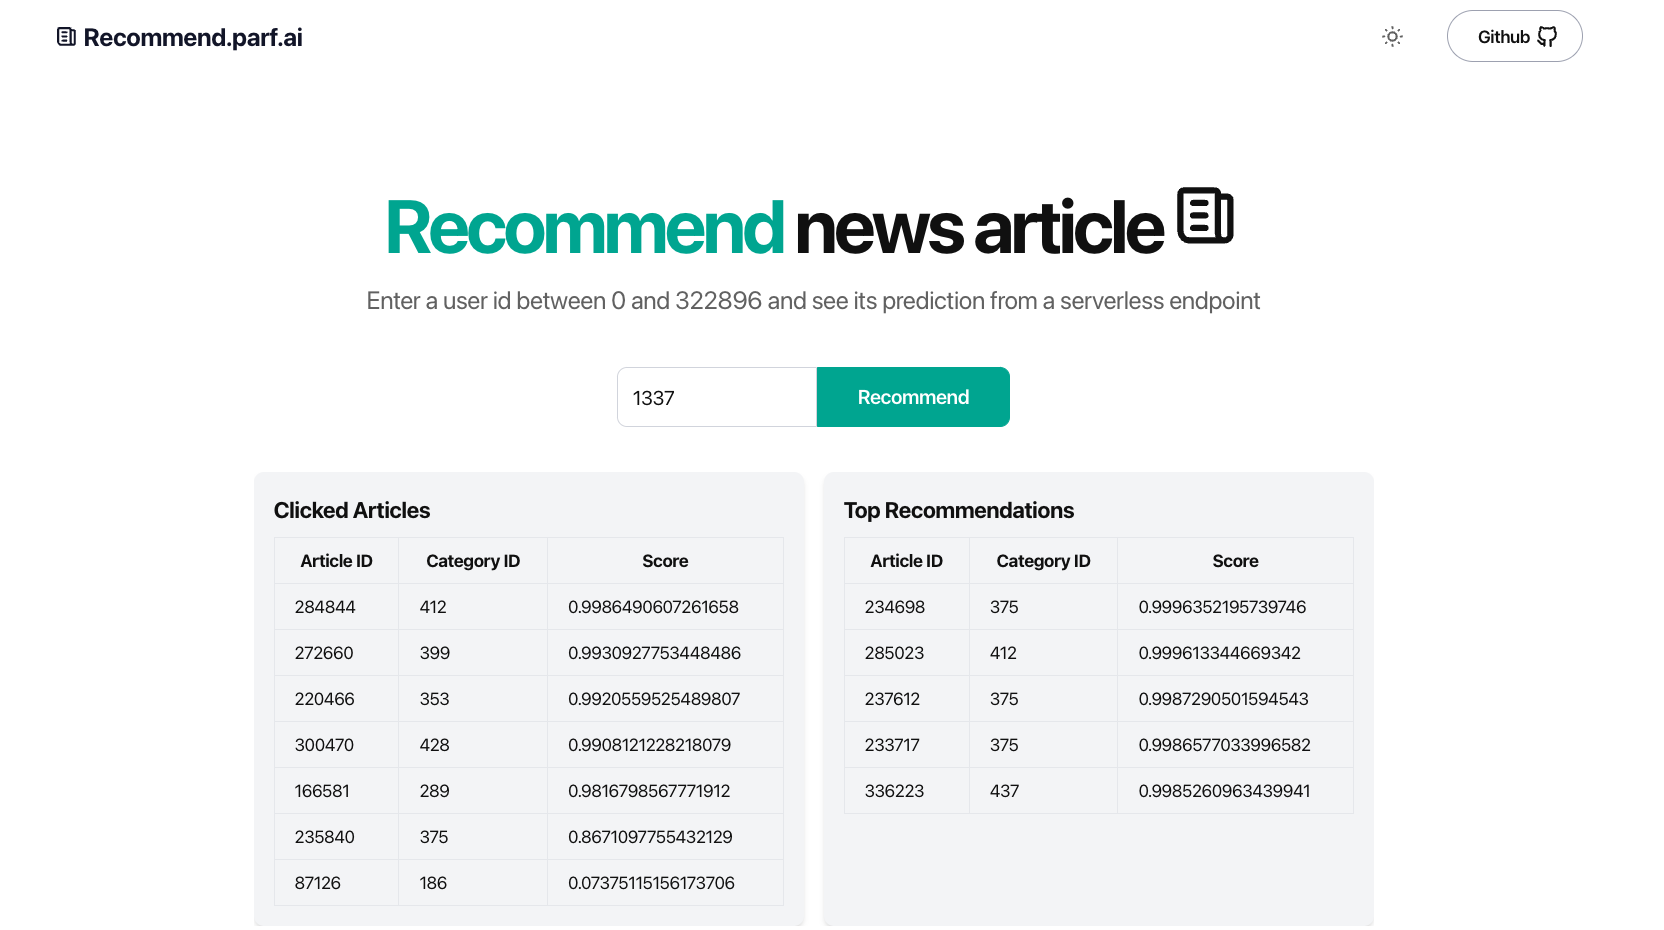 Recommend.parf.ai
Github
Recommend news article
Enter a user id between 0 and 322896 and see its prediction from a serverless endpoint
1337
Recommend
Clicked Articles
Article ID Category ID Score
284844 412 0.9986490607261658
272660 399 0.9930927753448486
220466 353 0.9920559525489807
300470 428 0.9908121228218079
166581 289 0.9816798567771912
235840 375 0.8671097755432129
87126 186 0.07375115156173706
Top Recommendations
Article ID Category ID Score
234698 375 0.9996352195739746
285023 412 0.999613344669342
237612 375 0.9987290501594543
233717 375 0.9986577033996582
336223 437 0.9985260963439941